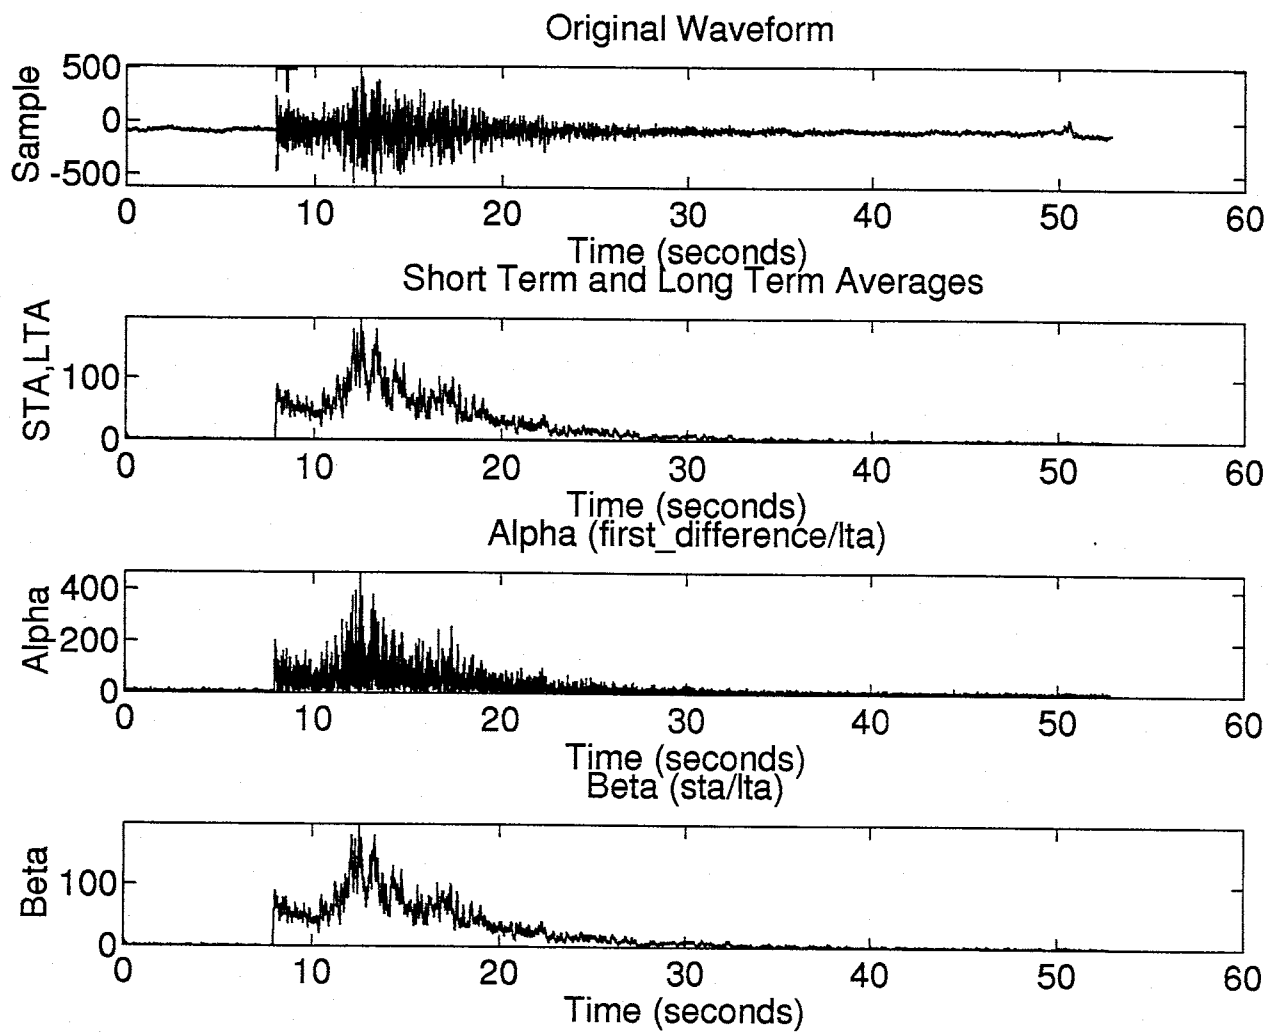 Original Waveform
Sample
500
0
-500
0 10 20 30 40 50 60
Time (seconds)
Short Term and Long Term Averages
STA,LTA
100
0
0 10 20 30 40 50 60
Time (seconds)
Alpha (first_difference/lta)
Alpha
400
200
0
0 10 20 30 40 50 60
Time (seconds)
Beta (sta/lta)
Beta
100
0
0 10 20 30 40 50 60
Time (seconds)